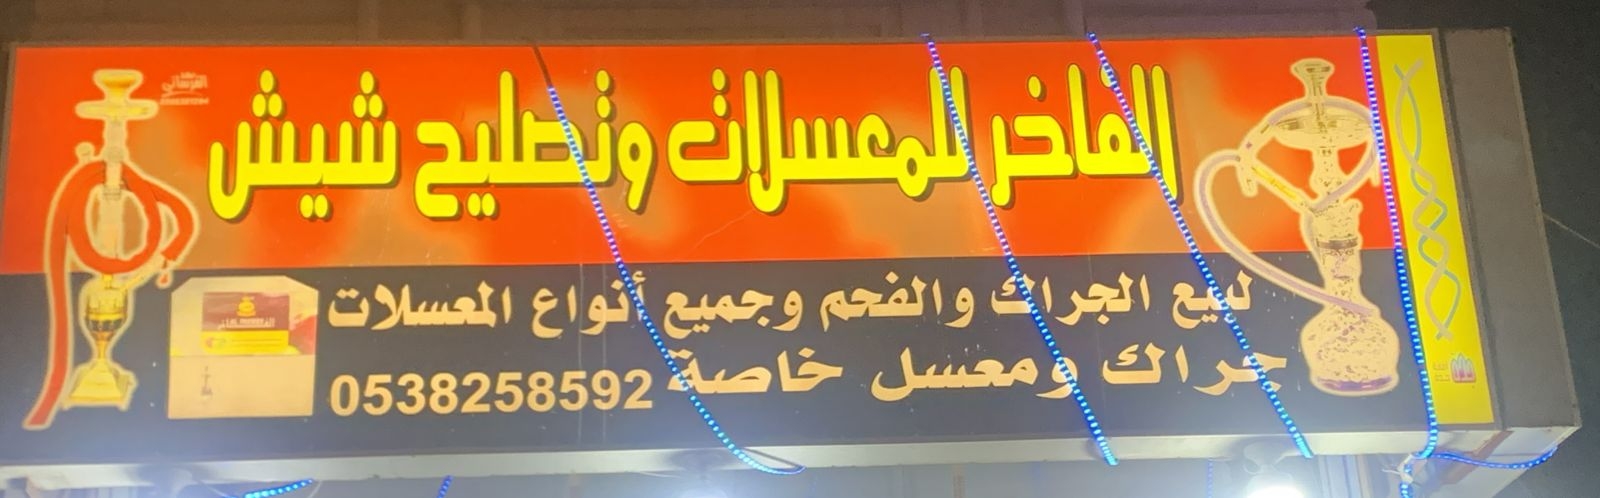 الفاخر للمعسلات وتصليح شيش
لبيع الجراك والفحم وجميع أنواع المعسلات
جراك ومعسل خاصة 0538258592